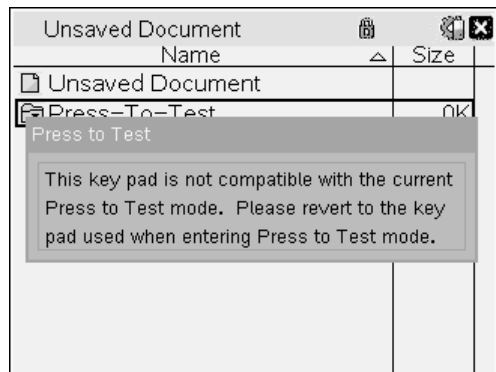 Unsaved Document
Name Size
Unsaved Document
Press-To-Test 0K
Press to Test
This key pad is not compatible with the current
Press to Test mode. Please revert to the key
pad used when entering Press to Test mode.